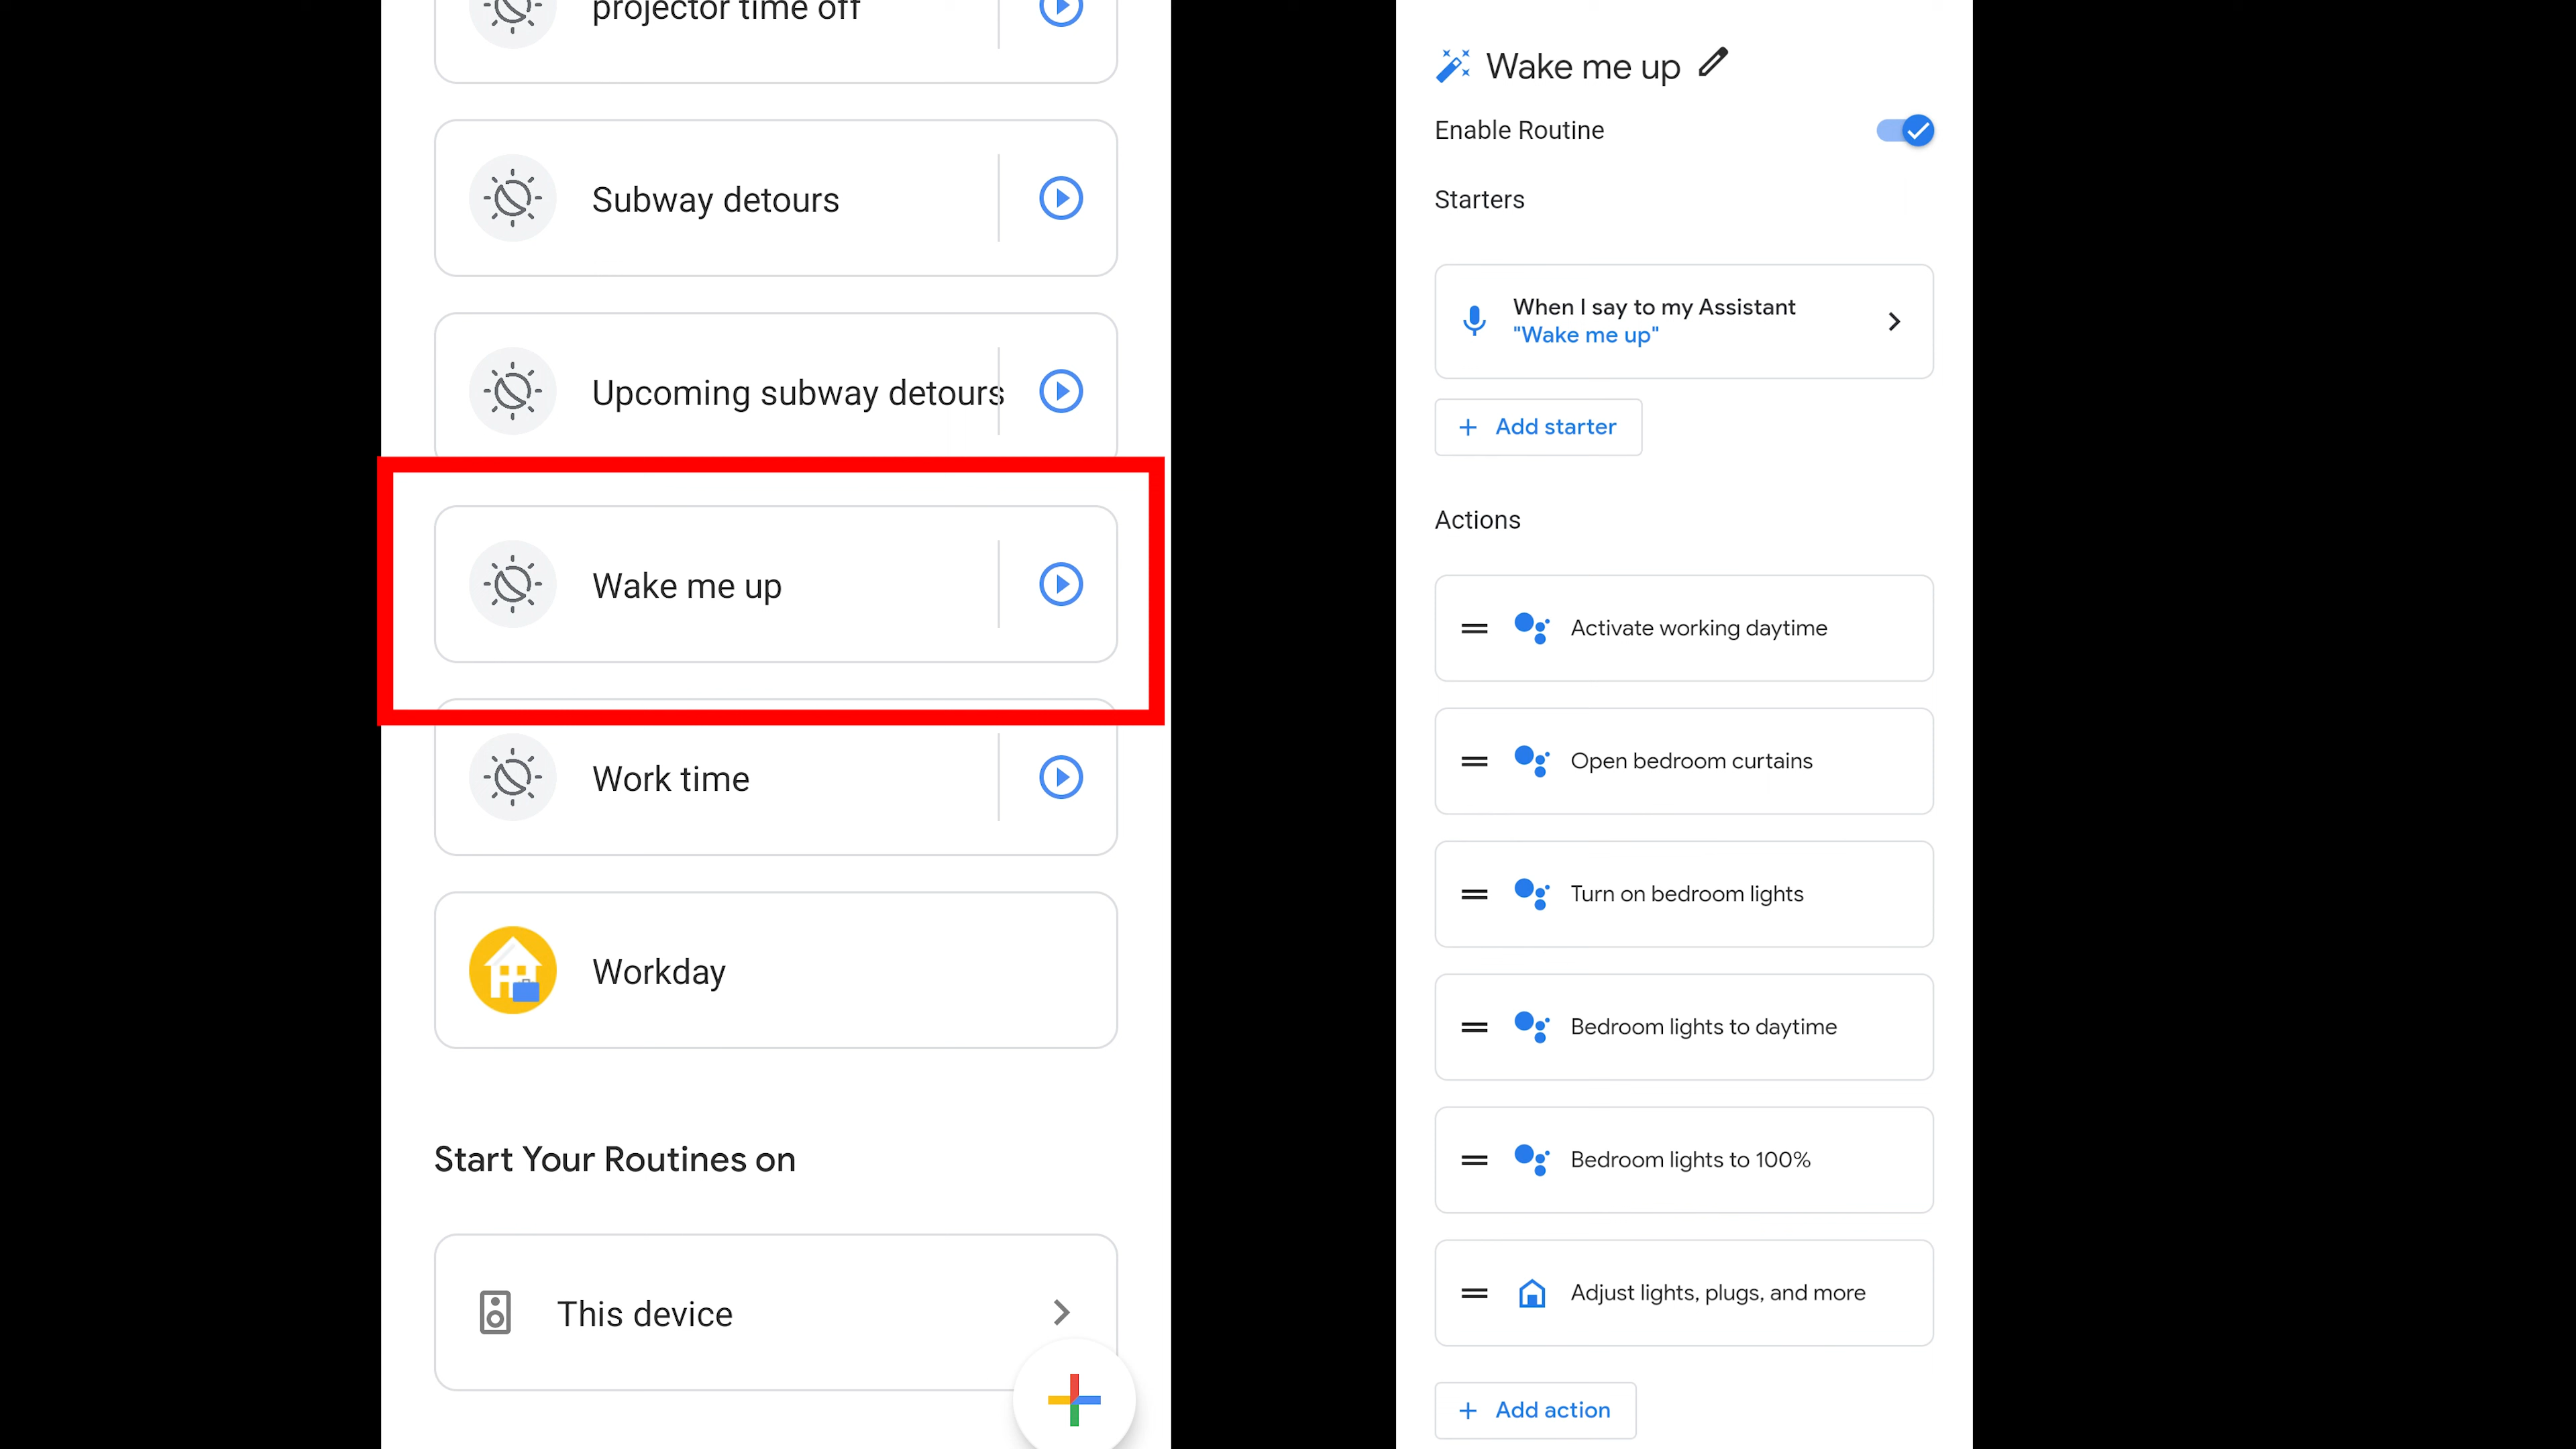 projector time off
Subway detours
Upcoming subway detours
Wake me up
Work time
Workday
Start Your Routines on
This device
Wake me up
Enable Routine
Starters
When I say to my Assistant
"Wake me up"
+ Add starter
Actions
Activate working daytime
Open bedroom curtains
Turn on bedroom lights
Bedroom lights to daytime
Bedroom lights to 100%
Adjust lights, plugs, and more
+ Add action